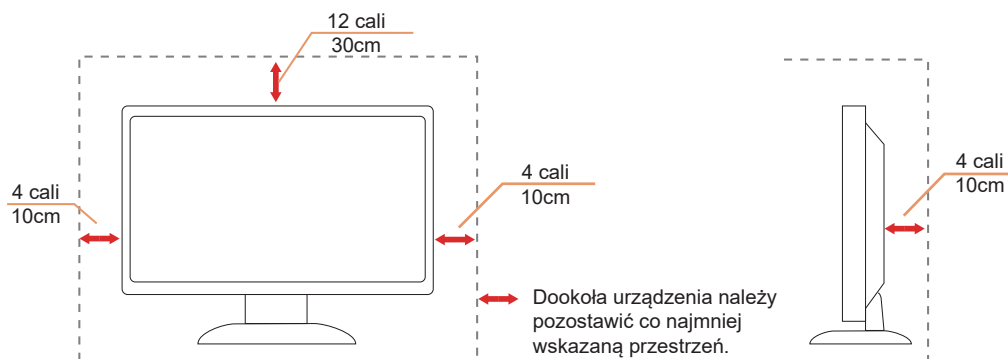 12 cali
30cm
4 cali
10cm
4 cali
10cm
4 cali
10cm
Dookoła urządzenia należy
pozostawić co najmniej
wskazaną przestrzeń.